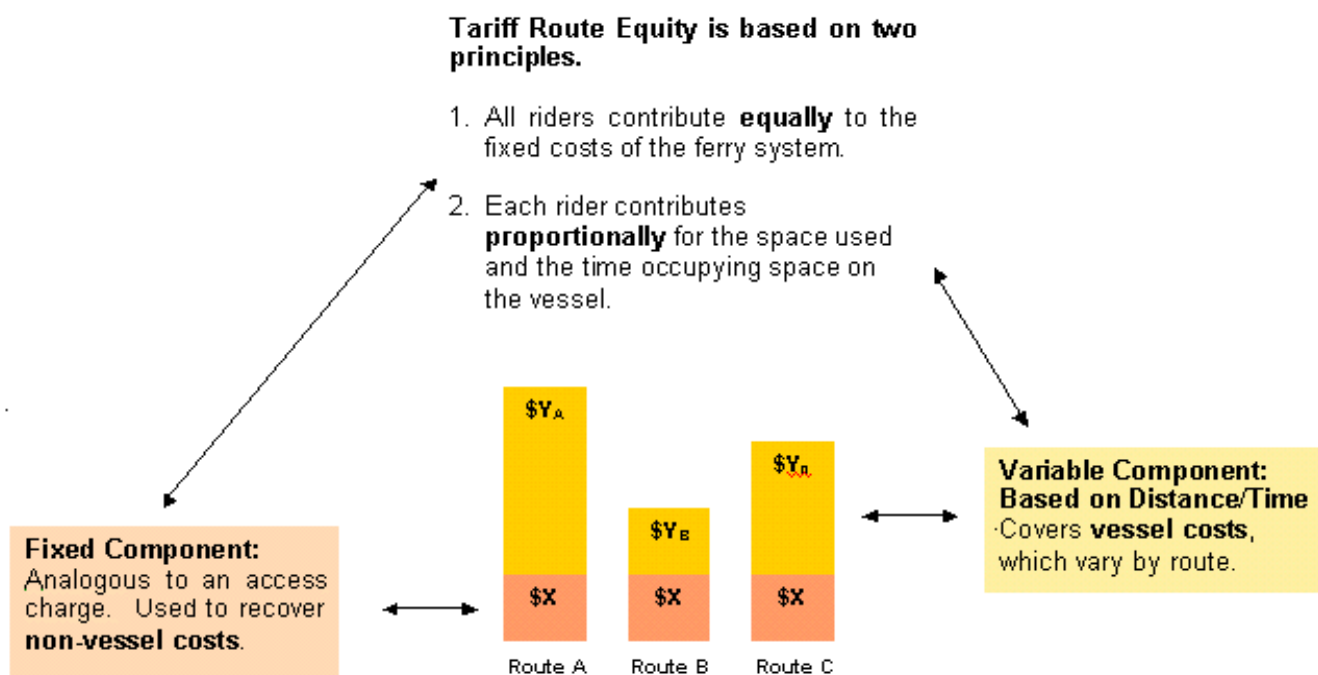 Tariff Route Equity is based on two
principles.
1. All riders contribute equally to the
fixed costs of the ferry system.
2. Each rider contributes
proportionally for the space used
and the time occupying space on
the vessel.
$YA
$YB
$Yn
$X
$X
$X
Route A
Route B
Route C
Fixed Component:
Analogous to an access
charge. Used to recover
non-vessel costs.
Variable Component:
Based on Distance/Time
·Covers vessel costs,
which vary by route.